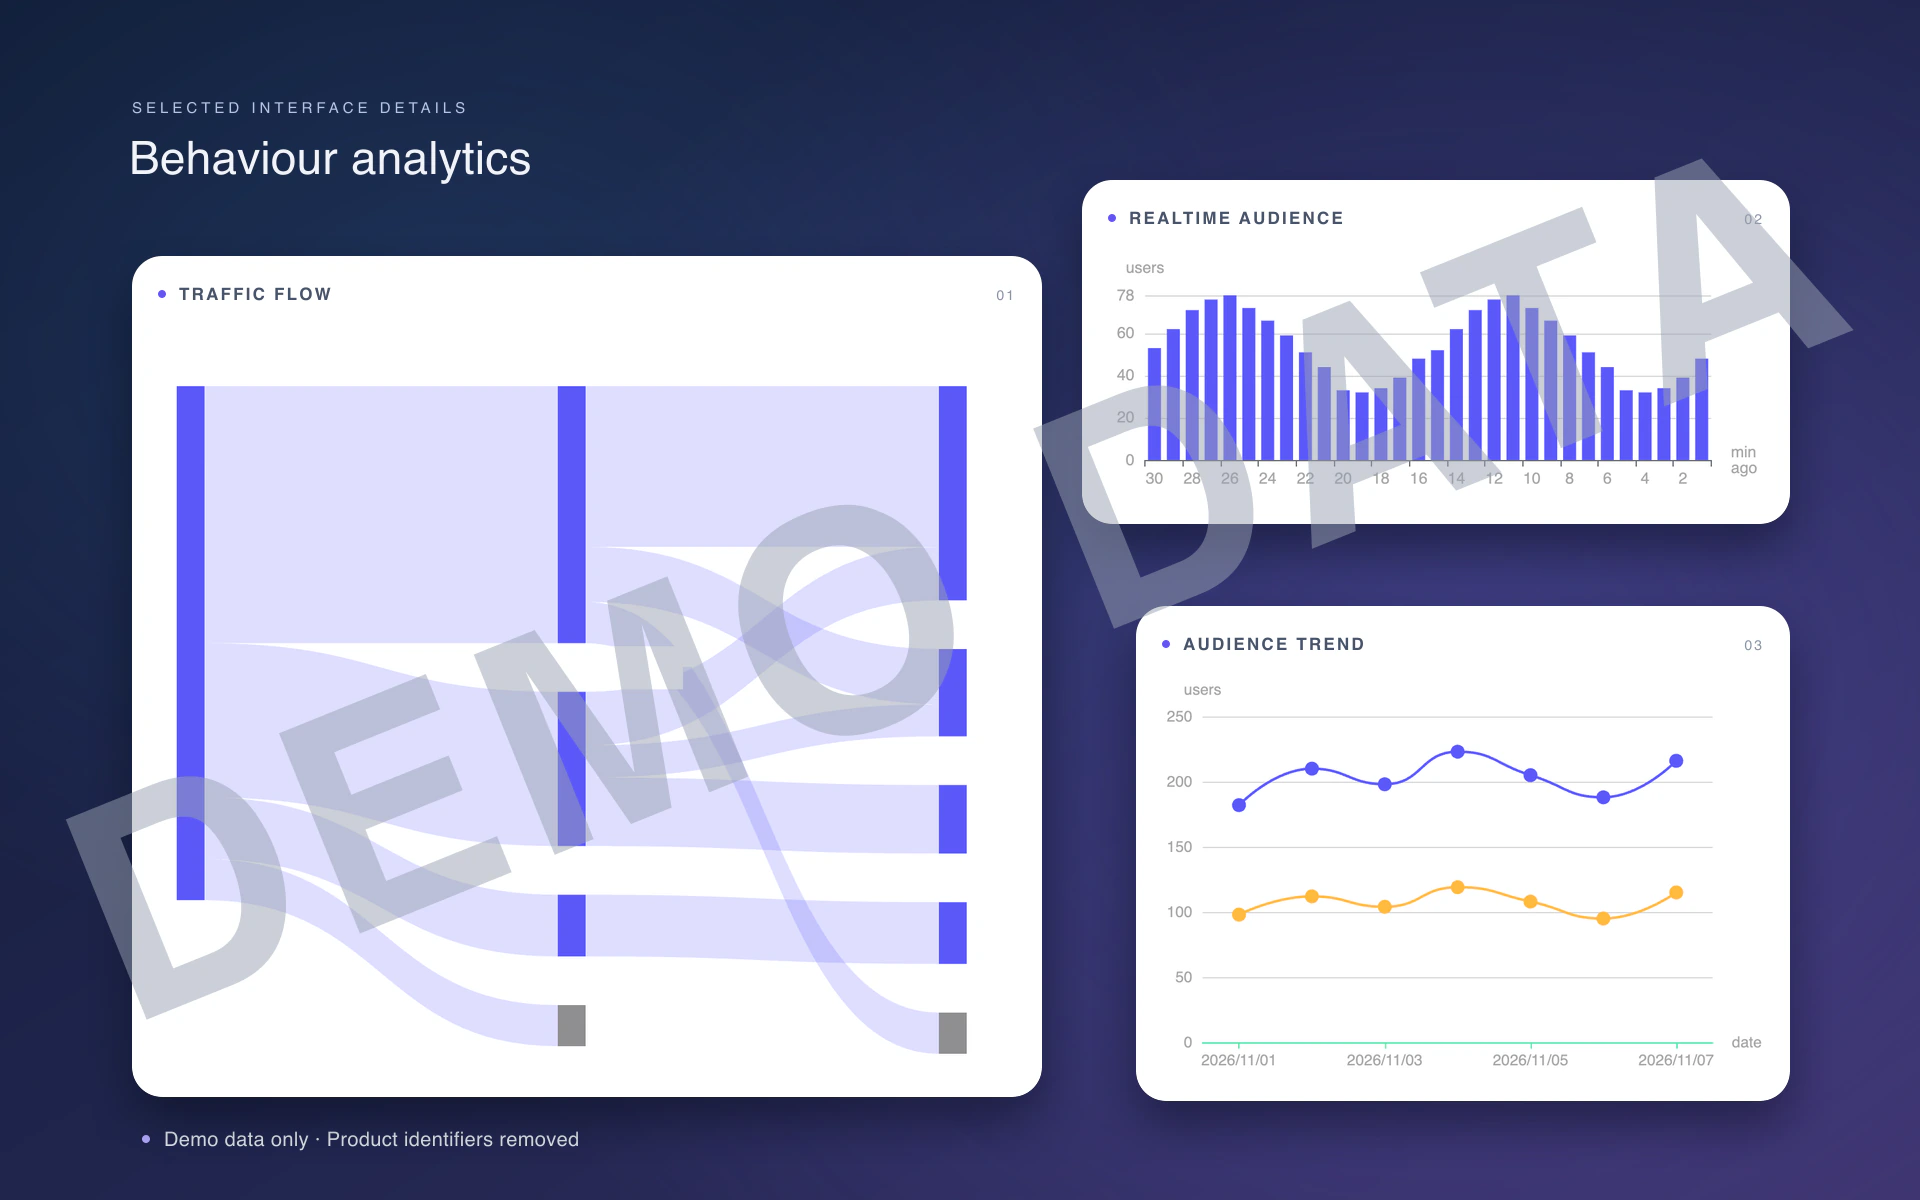 SELECTED INTERFACE DETAILS
Behaviour analytics
TRAFFIC FLOW
01
REALTIME AUDIENCE
02
users
78
60
40
20
0
30 28 26 24 22 20 18 16 14 12 10 8 6 4 2
min
ago
AUDIENCE TREND
03
users
250
200
150
100
50
0
date
2026/11/01 2026/11/03 2026/11/05 2026/11/07
Demo data only · Product identifiers removed
DEMO DATA